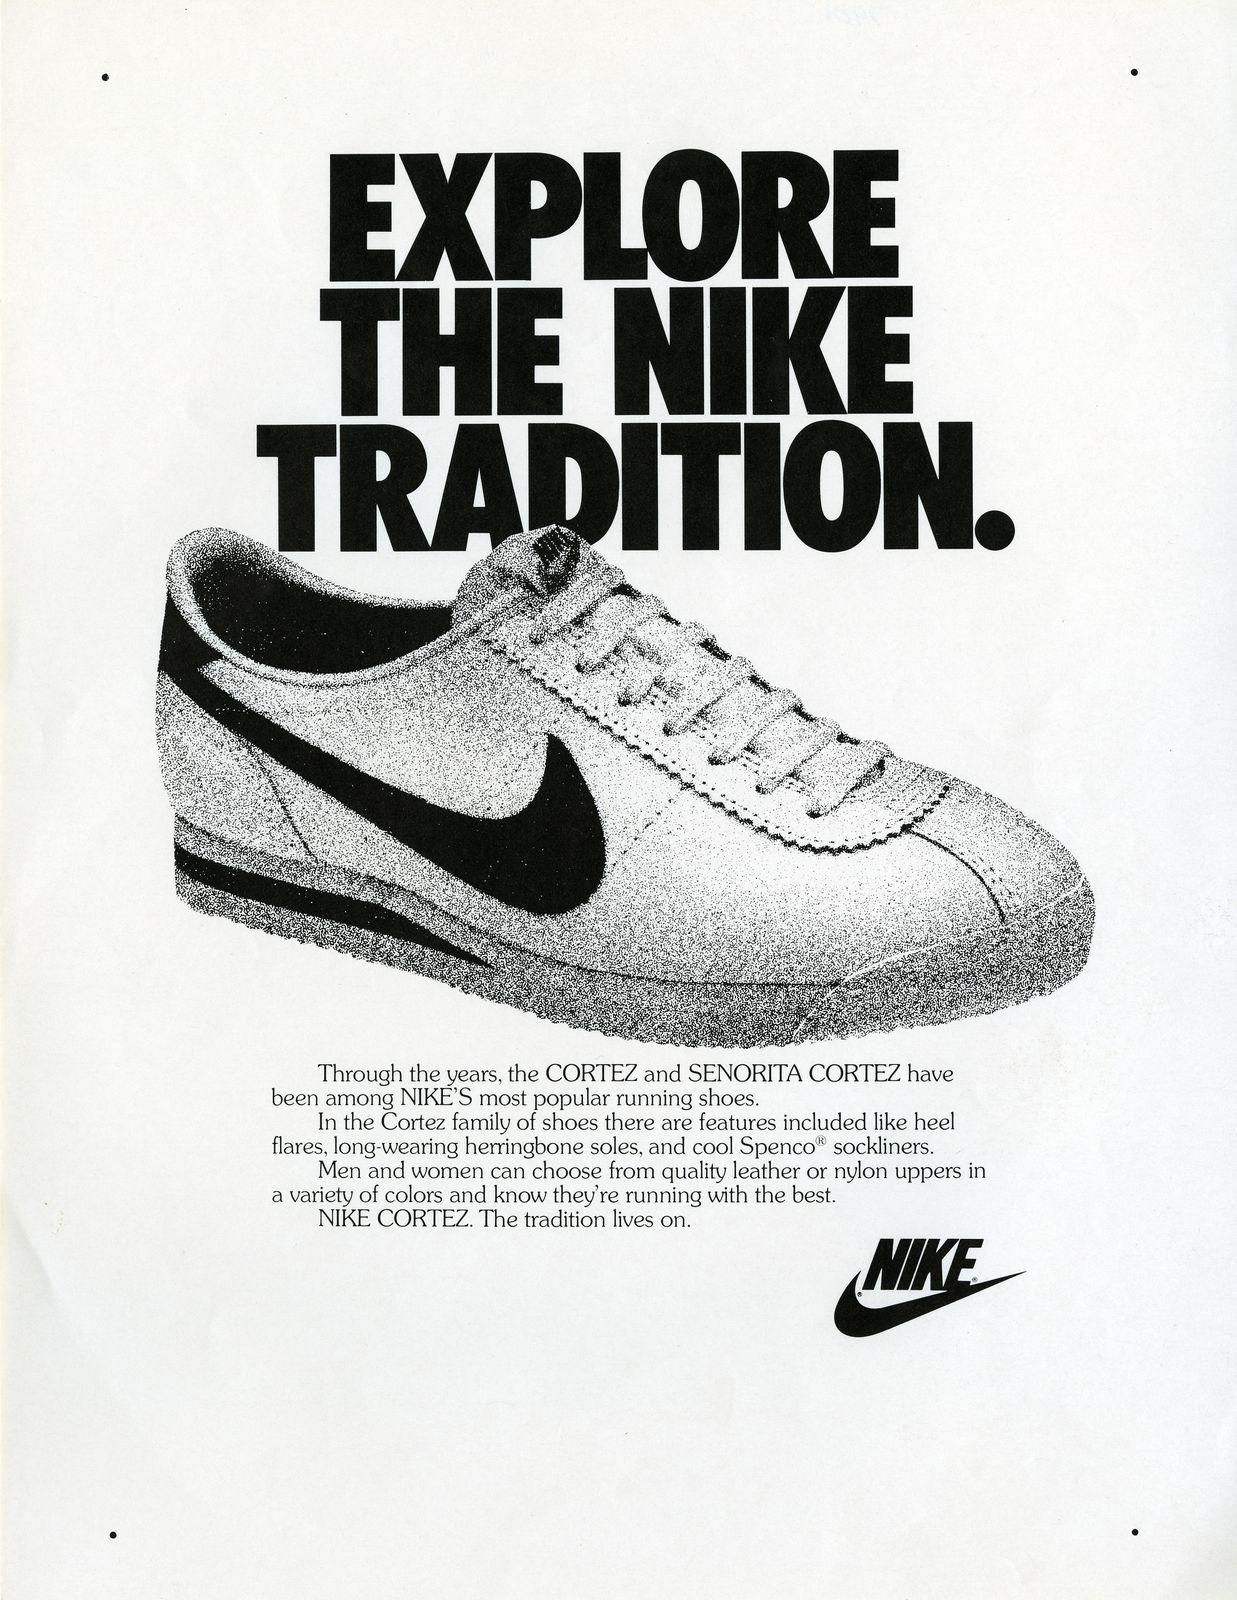 EXPLORE
THE NIKE
TRADITION.
NIKE
Through the years, the CORTEZ and SENORITA CORTEZ have
been among NIKE'S most popular running shoes.
In the Cortez family of shoes there are features included like heel
flares, long-wearing herringbone soles, and cool Spenco® sockliners.
Men and women can choose from quality leather or nylon uppers in
a variety of colors and know they're running with the best.
NIKE CORTEZ. The tradition lives on.
NIKE®
®